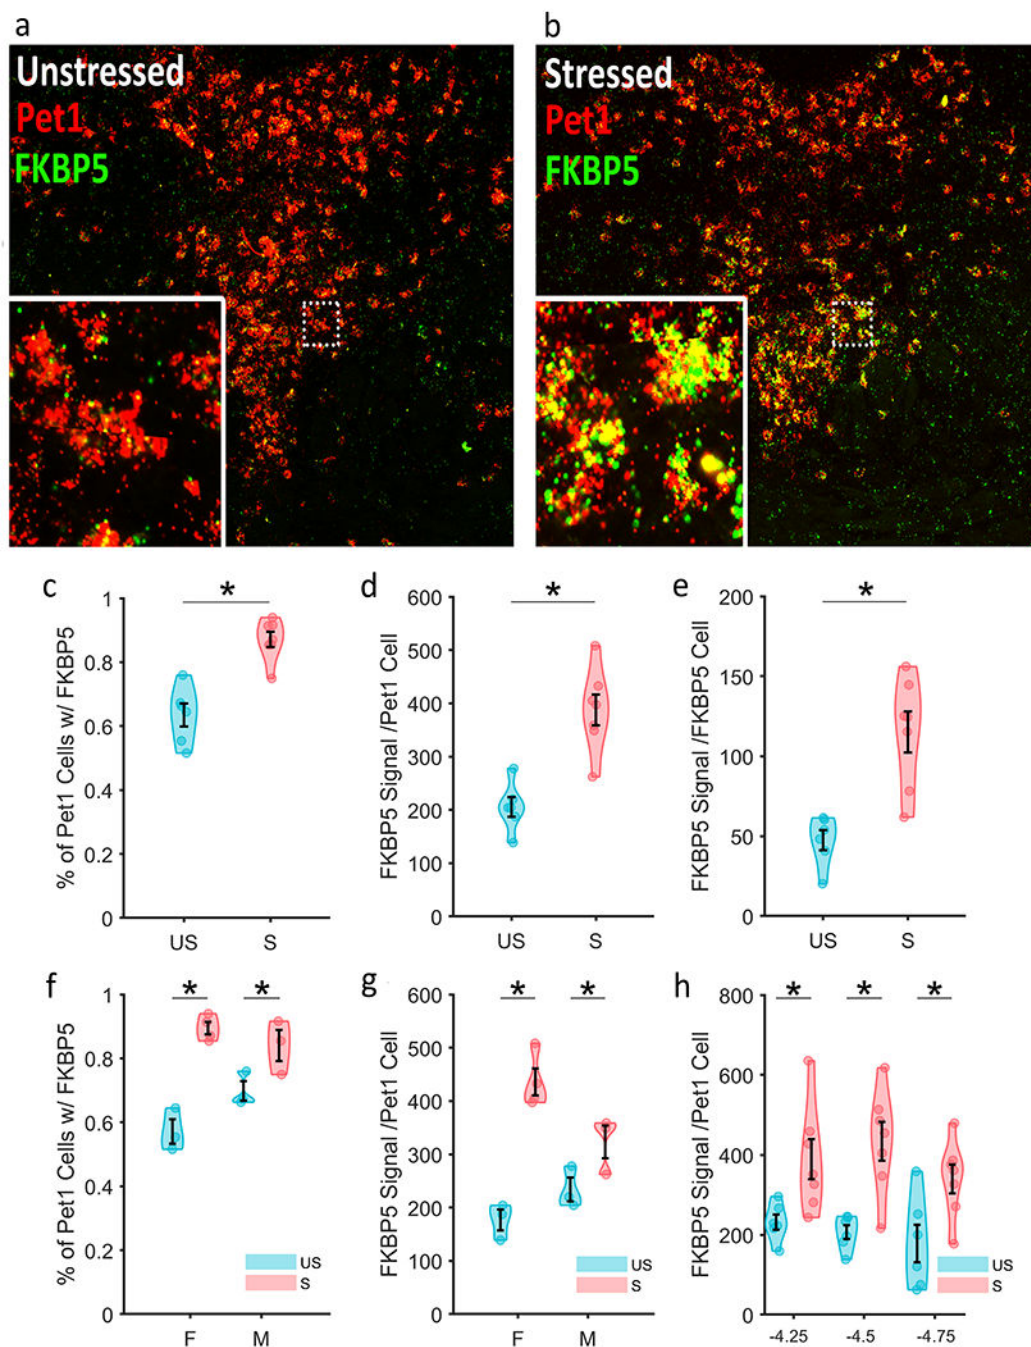 a
Unstressed
Pet1
FKBP5
b
Stressed
Pet1
FKBP5
c
*
% of Pet1 Cells w/ FKBP5
1
0.8
0.6
0.4
0.2
0
US S
d
*
FKBP5 Signal /Pet1 Cell
600
500
400
300
200
100
0
US S
e
*
FKBP5 Signal /FKBP5 Cell
200
150
100
50
0
US S
f
* *
% of Pet1 Cells w/ FKBP5
1
0.8
0.6
0.4
0.2
0
US
S
F M
g
* *
FKBP5 Signal /Pet1 Cell
600
500
400
300
200
100
0
US
S
F M
h
* * *
FKBP5 Signal /Pet1 Cell
800
600
400
200
0
US
S
-4.25 -4.5 -4.75